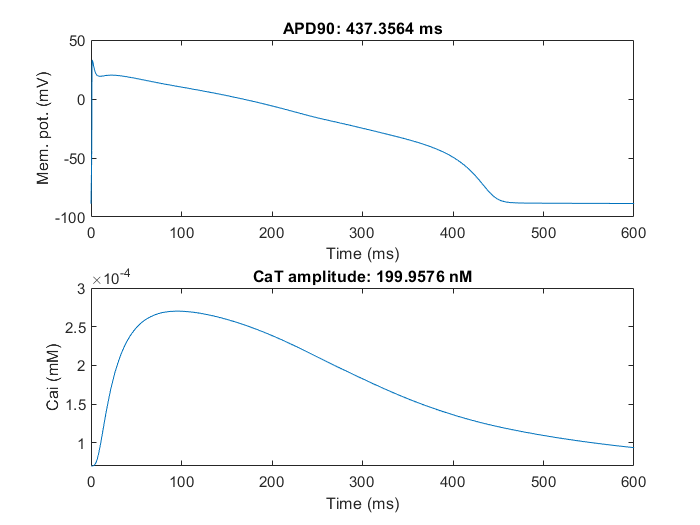 APD90: 437.3564 ms
50
0
-50
-100
Mem. pot. (mV)
0 100 200 300 400 500 600
Time (ms)
×10-4
CaT amplitude: 199.9576 nM
3
2.5
2
1.5
1
Cai (mM)
0 100 200 300 400 500 600
Time (ms)